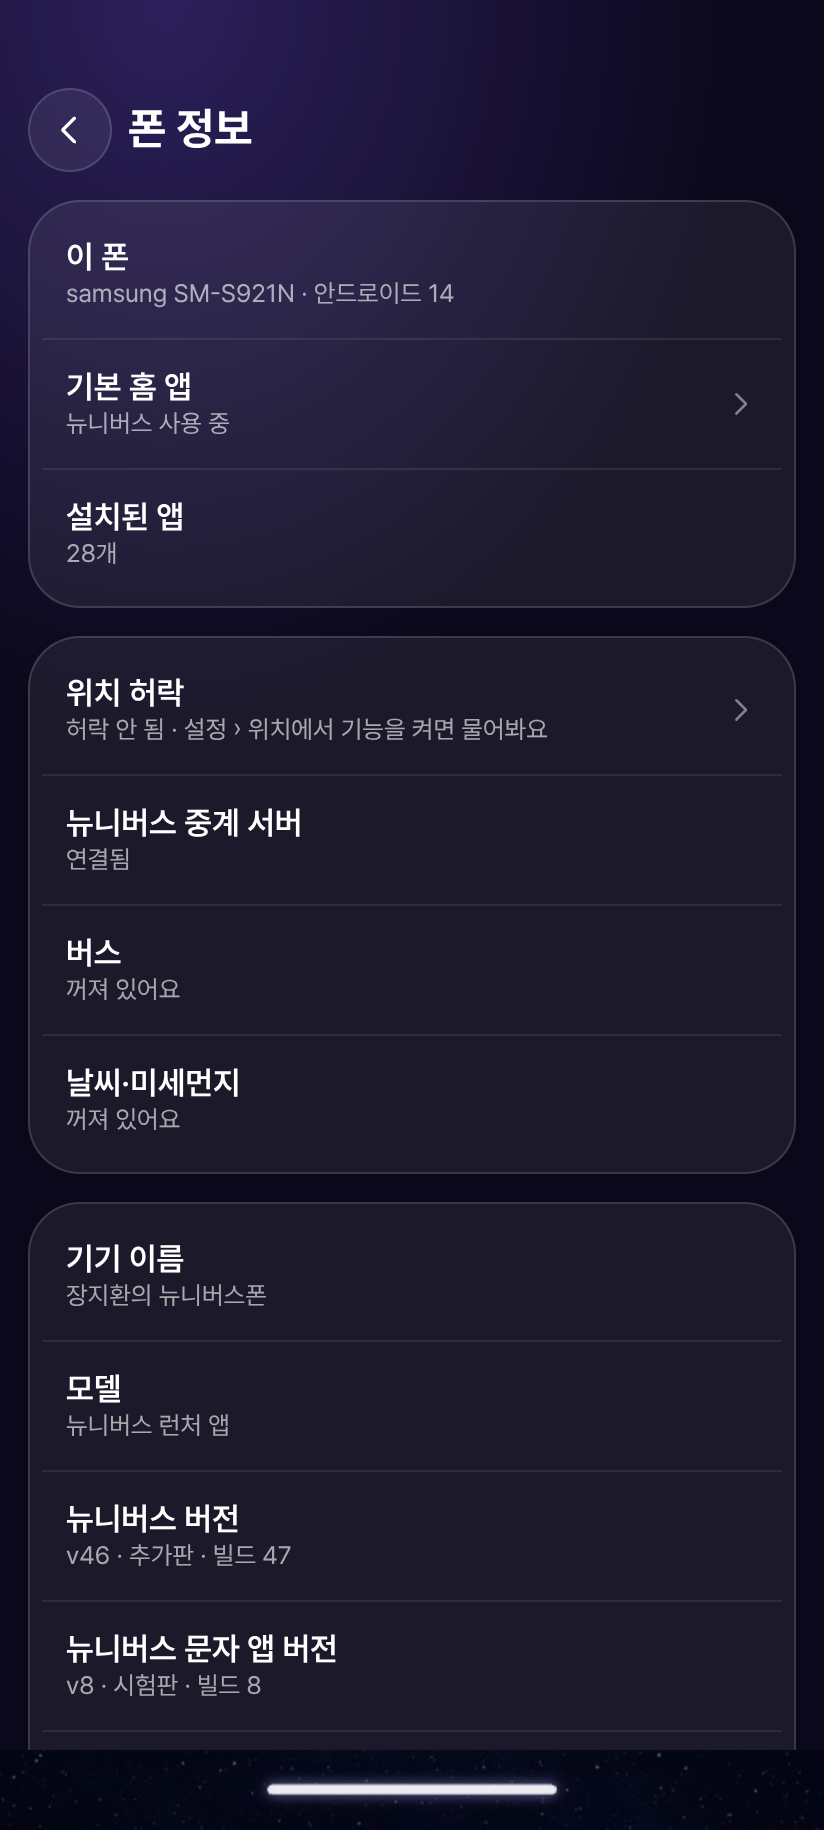 폰 정보
이 폰
samsung SM-S921N · 안드로이드 14
기본 홈 앱
뉴니버스 사용 중
설치된 앱
28개
위치 허락
허락 안 됨 · 설정 › 위치에서 기능을 켜면 물어봐요
뉴니버스 중계 서버
연결됨
버스
꺼져 있어요
날씨·미세먼지
꺼져 있어요
기기 이름
장지환의 뉴니버스폰
모델
뉴니버스 런처 앱
뉴니버스 버전
v46 · 추가판 · 빌드 47
뉴니버스 문자 앱 버전
v8 · 시험판 · 빌드 8